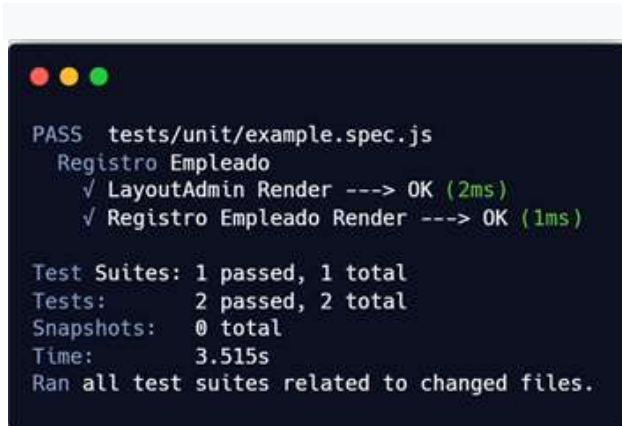 PASS tests/unit/example.spec.js
Registro Empleado
√ LayoutAdmin Render ---> OK (2ms)
√ Registro Empleado Render ---> OK (1ms)
Test Suites: 1 passed, 1 total
Tests: 2 passed, 2 total
Snapshots: 0 total
Time: 3.515s
Ran all test suites related to changed files.